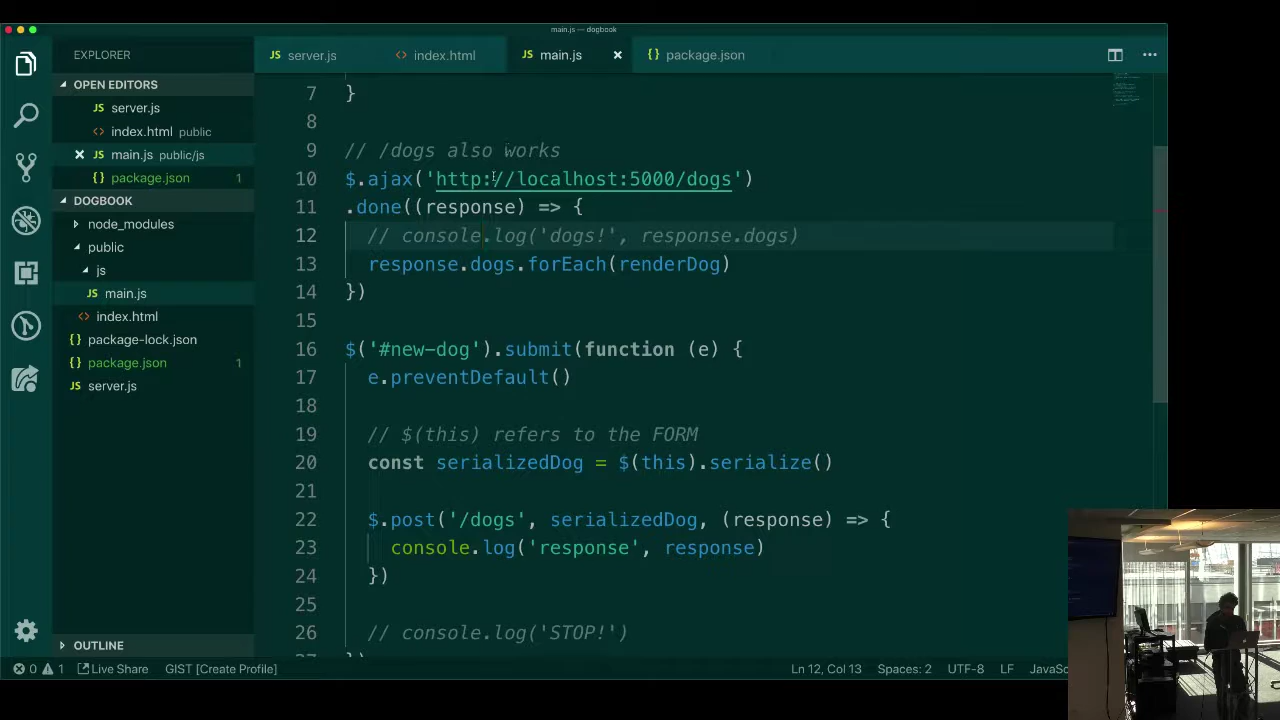 main.js — dogbook
EXPLORER
JS server.js
<> index.html
JS main.js ×
{} package.json
OPEN EDITORS
JS server.js
<> index.html public
× JS main.js public/js
{} package.json 1
DOGBOOK
node_modules
public
js
JS main.js
<> index.html
{} package-lock.json
{} package.json 1
JS server.js
OUTLINE
7 }
8
9 // /dogs also works
10 $.ajax('http://localhost:5000/dogs')
11 .done((response) => {
12 // console.log('dogs!', response.dogs)
13 response.dogs.forEach(renderDog)
14 })
15
16 $('#new-dog').submit(function (e) {
17 e.preventDefault()
18
19 // $(this) refers to the FORM
20 const serializedDog = $(this).serialize()
21
22 $.post('/dogs', serializedDog, (response) => {
23 console.log('response', response)
24 })
25
26 // console.log('STOP!')
0 1 Live Share GIST [Create Profile] Ln 12, Col 13 Spaces: 2 UTF-8 LF